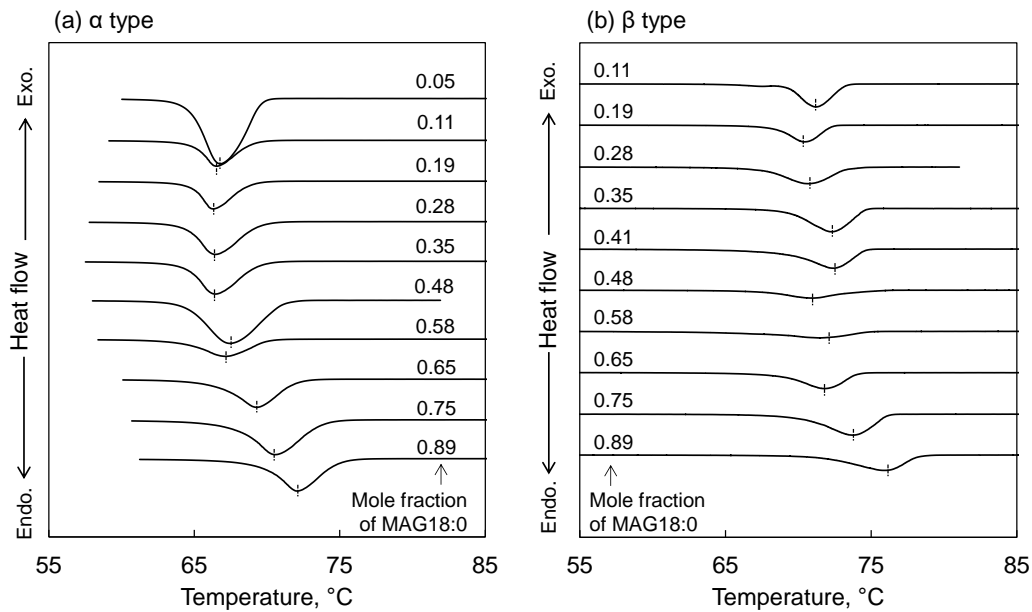 (a) α type
Exo.
Heat flow
Endo.
0.05
0.11
0.19
0.28
0.35
0.48
0.58
0.65
0.75
0.89
Mole fraction
of MAG18:0
55
65
75
85
Temperature, °C
(b) β type
Exo.
Heat flow
Endo.
0.11
0.19
0.28
0.35
0.41
0.48
0.58
0.65
0.75
0.89
Mole fraction
of MAG18:0
55
65
75
85
Temperature, °C